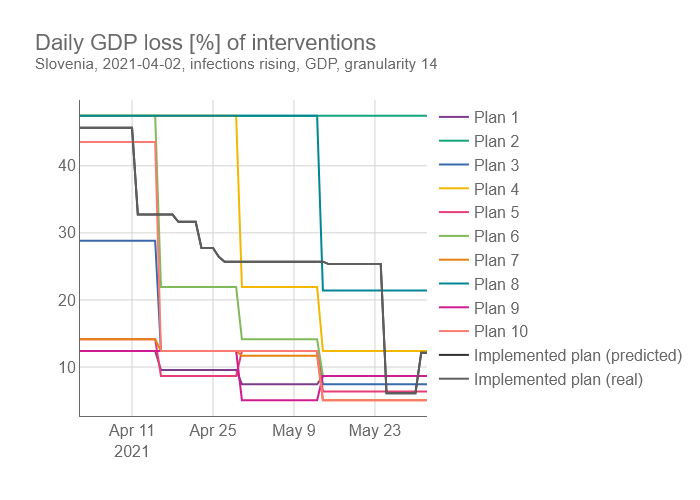 Daily GDP loss [%] of interventions
Slovenia, 2021-04-02, infections rising, GDP, granularity 14
40
30
20
10
Apr 11
2021
Apr 25
May 9
May 23
Plan 1
Plan 2
Plan 3
Plan 4
Plan 5
Plan 6
Plan 7
Plan 8
Plan 9
Plan 10
Implemented plan (predicted)
Implemented plan (real)